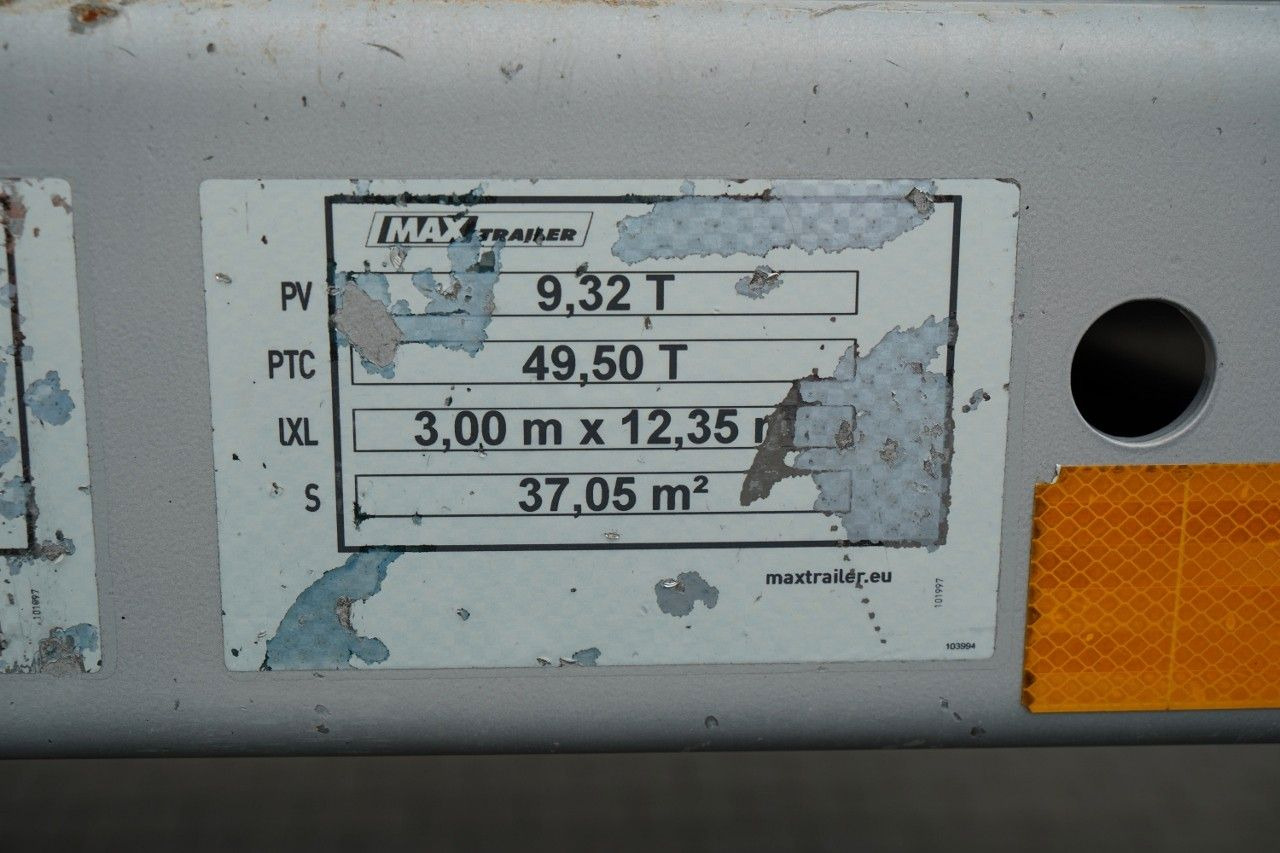 MAX TRAILER
PV 9,32 T
PTC 49,50 T
lXL 3,00 m x 12,35 m
S 37,05 m²
maxtrailer.eu
101997
103994
101997